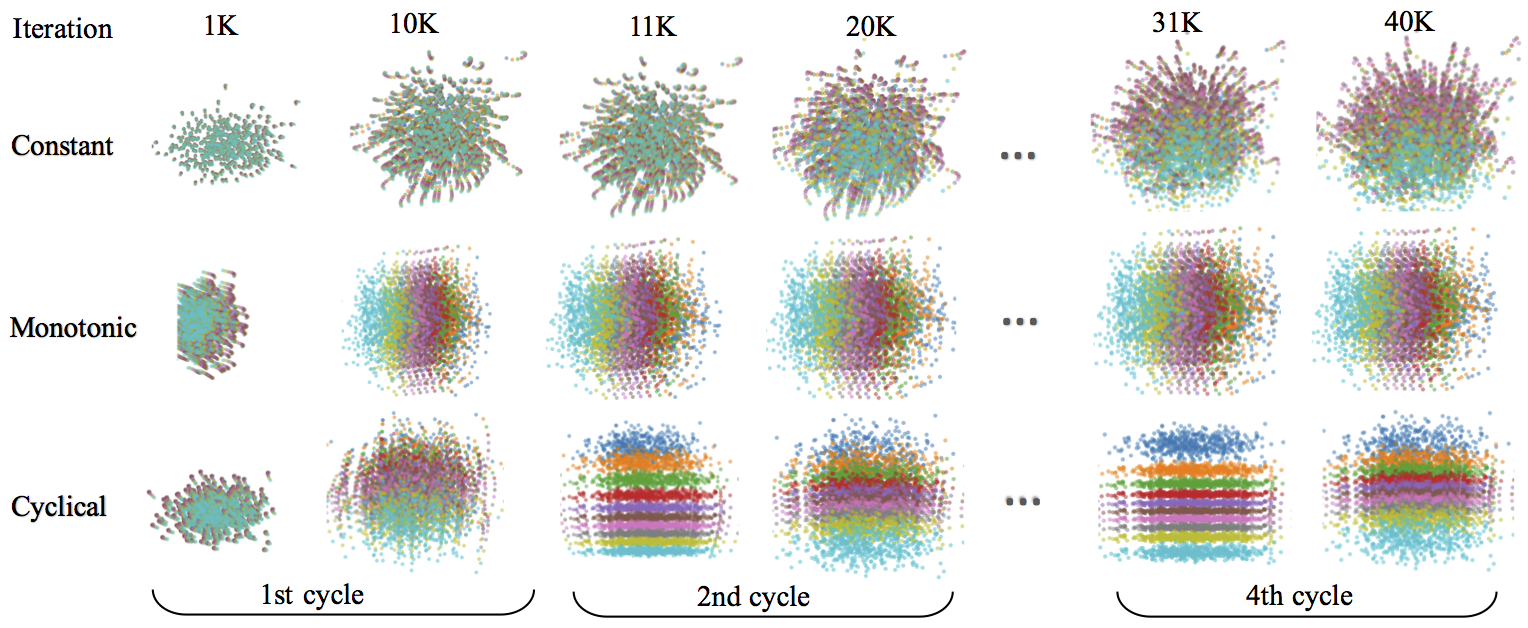 Iteration 1K 10K 11K 20K 31K 40K
Constant ...
Monotonic ...
Cyclical ...
1st cycle 2nd cycle 4th cycle